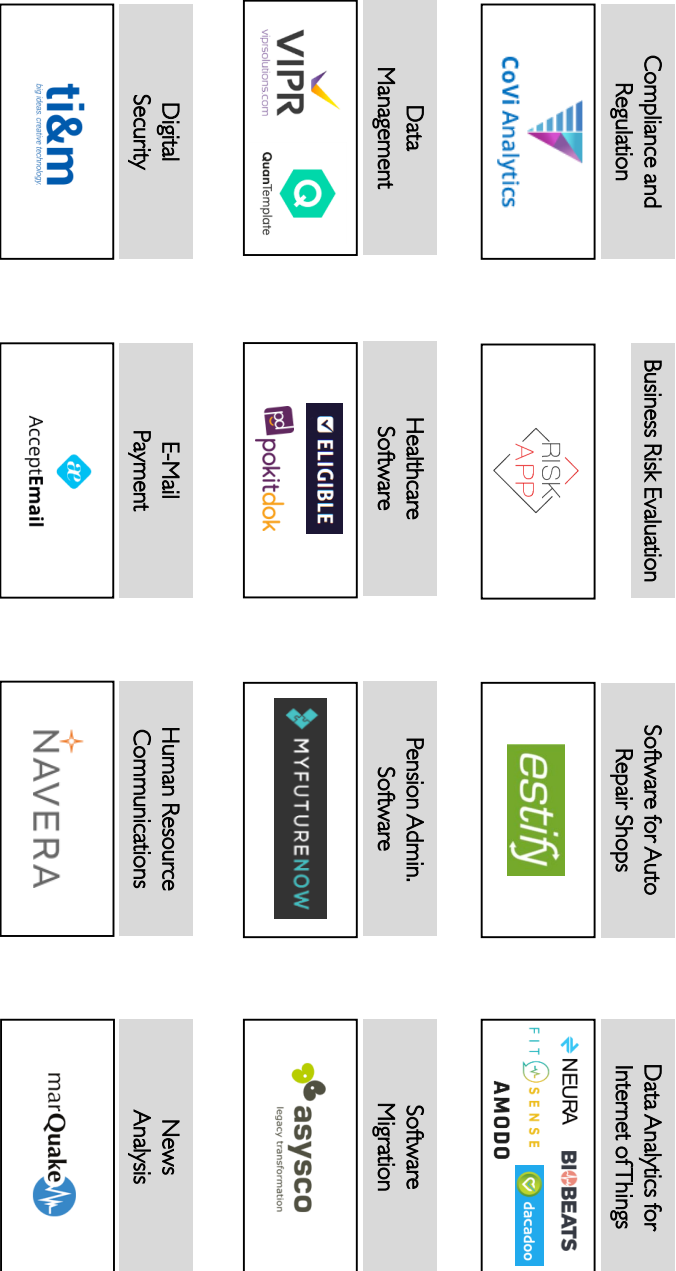 Compliance and
Regulation
CoVi Analytics
Business Risk Evaluation
RISK
APP
Software for Auto
Repair Shops
estify
Data Analytics for
Internet of Things
NEURA
BIOBEATS
FITSENSE
dacadoo
AMODO
Data
Management
VIPR
viprsolutions.com
Q
QuanTemplate
Healthcare
Software
ELIGIBLE
pd
pokitdok
Pension Admin.
Software
MYFUTURENOW
Software
Migration
asysco
legacy transformation
Digital
Security
ti&m
big ideas. creative technology.
E-Mail
Payment
æ
AcceptEmail
Human Resource
Communications
NAVERA
News
Analysis
marQuake